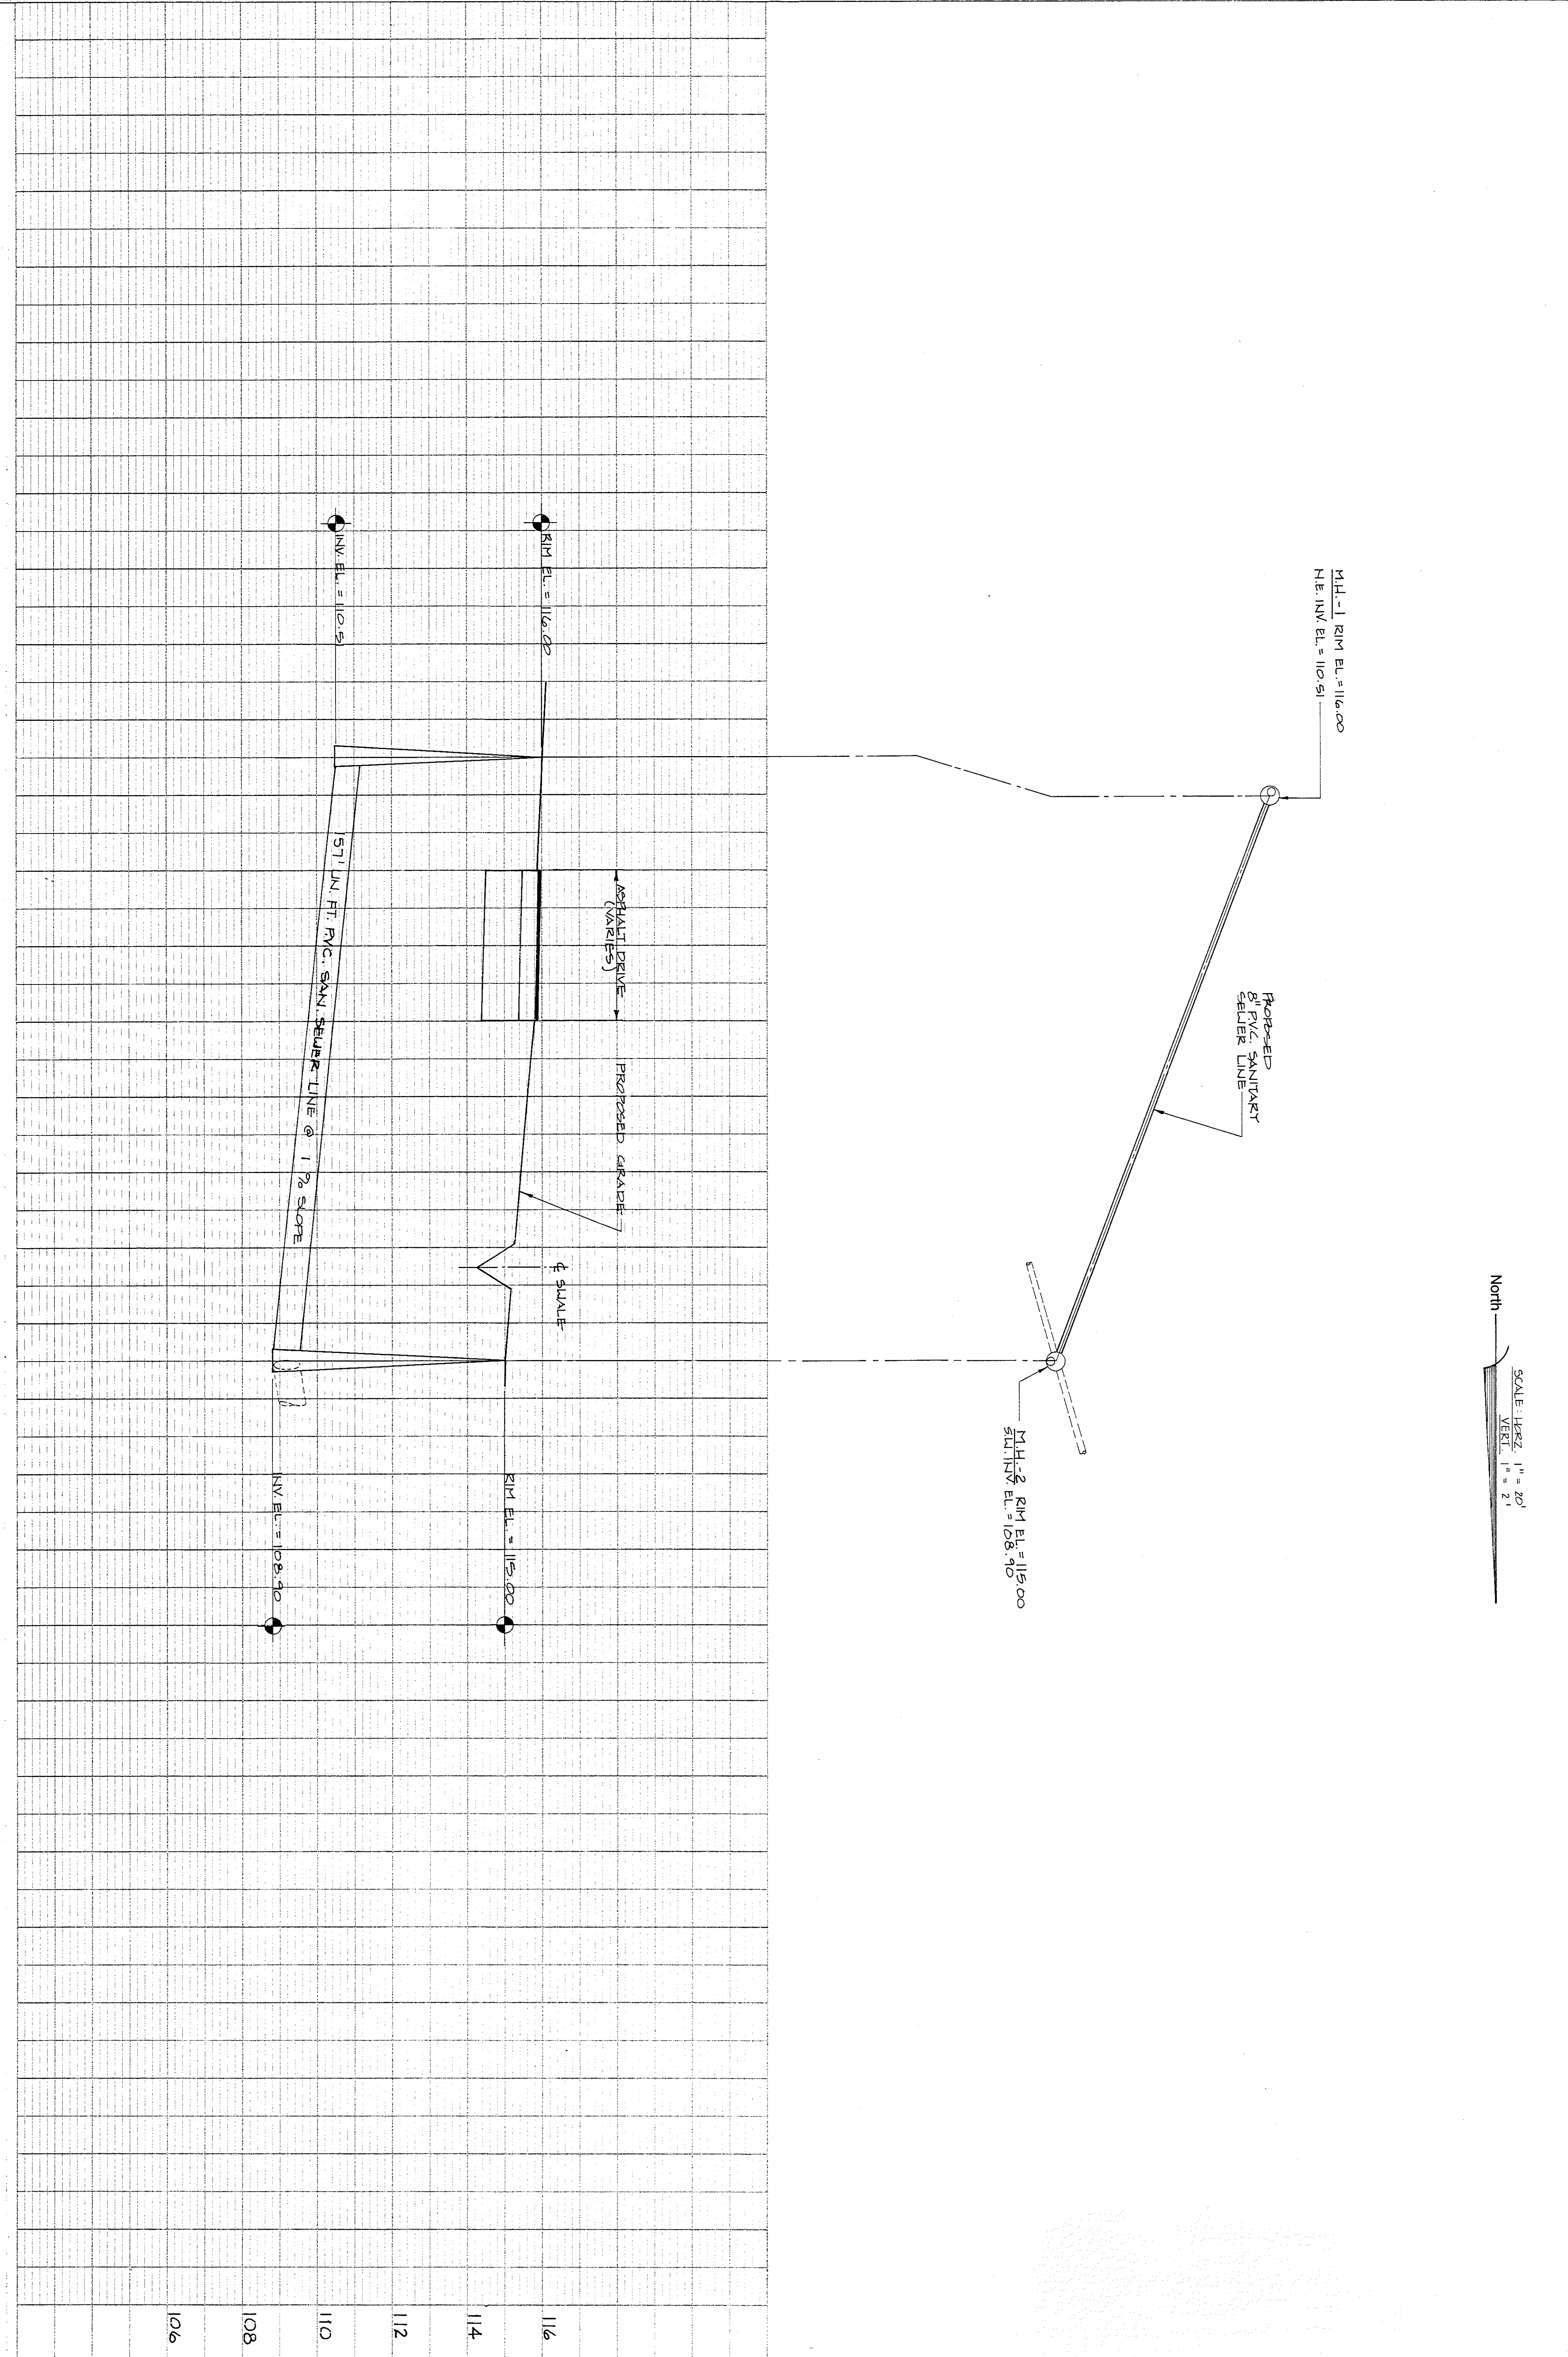 SCALE: HORZ. 1" = 20'
VERT. 1" = 2'
North
M.H.-1 RIM EL.=116.00
N.E. INV. EL.= 110.51
PROPOSED
8" P.V.C. SANITARY
SEWER LINE
M.H.-2 RIM EL.=115.00
S.W. INV. EL.=108.90
ASPHALT DRIVE
(VARIES)
PROPOSED GRADE
℄ SWALE
RIM EL. = 116.00
RIM EL. = 115.00
INV. EL. = 110.51
157' LIN. FT. P.V.C. SAN. SEWER LINE @ 1 % SLOPE
INV. EL. = 108.90
116
114
112
110
108
106